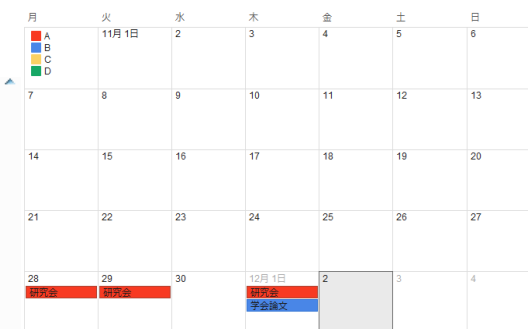 月 火 水 木 金 土 日
A
B
C
D
11月 1日 2 3 4 5 6
7 8 9 10 11 12 13
14 15 16 17 18 19 20
21 22 23 24 25 26 27
28 29 30 12月 1日 2 3 4
研究会 研究会 研究会
学会論文